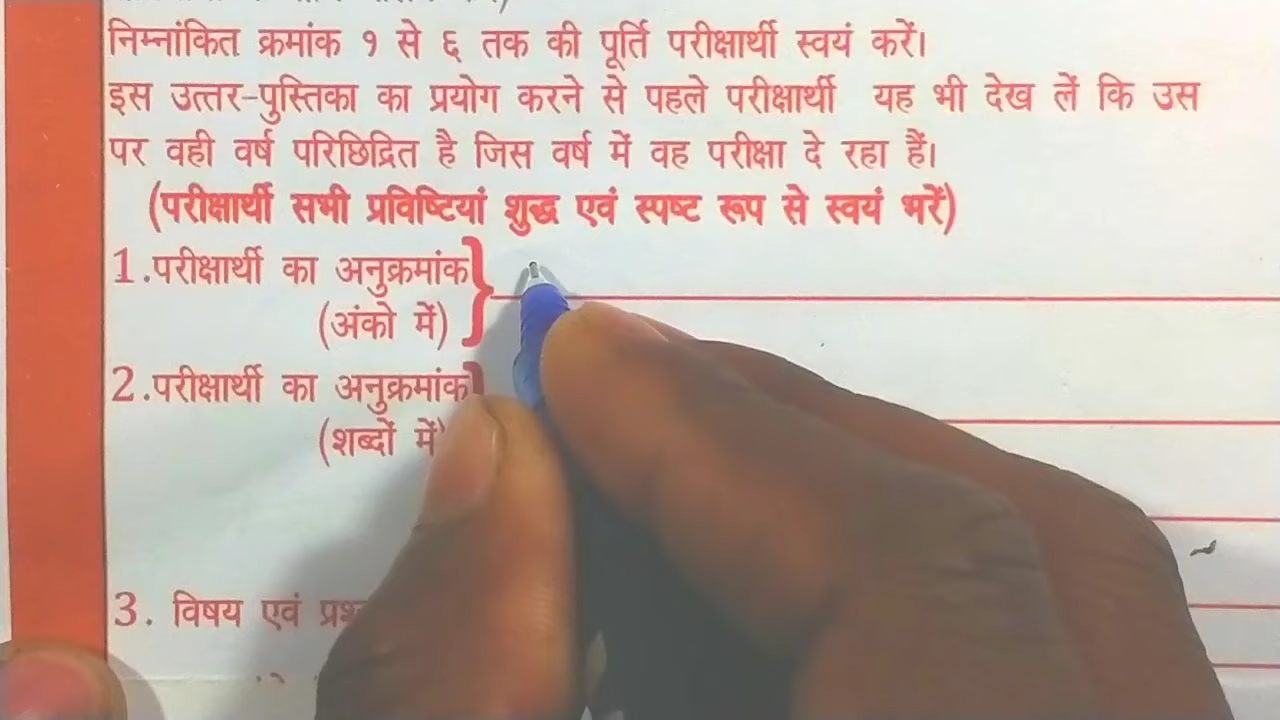 निम्नांकित क्रमांक १ से ६ तक की पूर्ति परीक्षार्थी स्वयं करें।
इस उत्तर-पुस्तिका का प्रयोग करने से पहले परीक्षार्थी यह भी देख लें कि उस
पर वही वर्ष परिछिद्रित है जिस वर्ष में वह परीक्षा दे रहा हैं।
(परीक्षार्थी सभी प्रविष्टियां शुद्ध एवं स्पष्ट रूप से स्वयं भरें)
1.परीक्षार्थी का अनुक्रमांक
(अंको में)
2.परीक्षार्थी का अनुक्रमांक
(शब्दों में)
3. विषय एवं